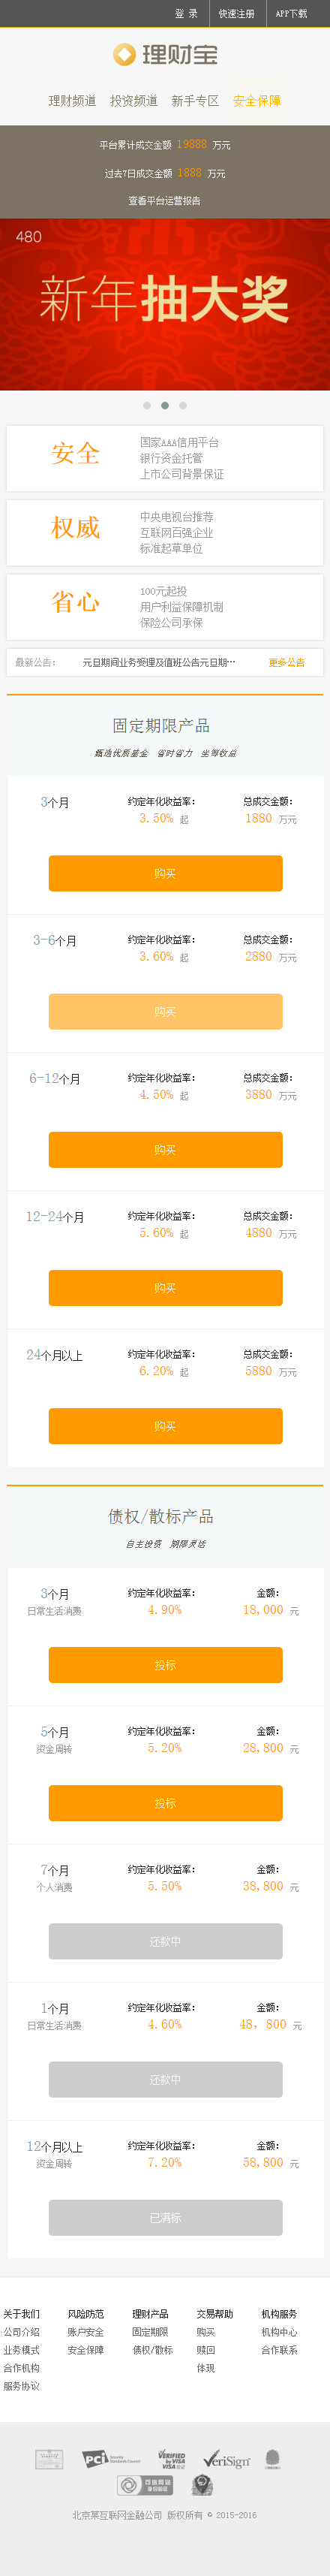 登 录 快速注册 APP下载
理财宝
理财频道 投资频道 新手专区 安全保障
平台累计成交金额 19888 万元
过去7日成交金额 1888 万元
查看平台运营报告
480
新年抽大奖
安全
国家AAA信用平台
银行资金托管
上市公司背景保证
权威
中央电视台推荐
互联网百强企业
标准起草单位
省心
100元起投
用户利益保障机制
保险公司承保
最新公告: 元旦期间业务受理及值班公告元旦期… 更多公告
固定期限产品
甄选优质基金 省时省力 坐等收益
3个月 约定年化收益率: 总成交金额:
3.50% 起 1880 万元
购买
3-6个月 约定年化收益率: 总成交金额:
3.60% 起 2880 万元
购买
6-12个月 约定年化收益率: 总成交金额:
4.50% 起 3880 万元
购买
12-24个月 约定年化收益率: 总成交金额:
5.60% 起 4880 万元
购买
24个月以上 约定年化收益率: 总成交金额:
6.20% 起 5880 万元
购买
债权/散标产品
自主投资 期限灵活
3个月 约定年化收益率: 金额:
日常生活消费 4.90% 18,000 元
投标
5个月 约定年化收益率: 金额:
资金周转 5.20% 28,800 元
投标
7个月 约定年化收益率: 金额:
个人消费 5.50% 38,800 元
还款中
1个月 约定年化收益率: 金额:
日常生活消费 4.60% 48, 800 元
还款中
12个月以上 约定年化收益率: 金额:
资金周转 7.20% 58,800 元
已满标
关于我们 风险防范 理财产品 交易帮助 机构服务
公司介绍 账户安全 固定期限 购买 机构中心
业务模式 安全保障 债权/散标 赎回 合作联系
合作机构 体现
服务协议
PCI VERIFIED by VISA VeriSign
北京某互联网金融公司 版权所有 © 2015-2016